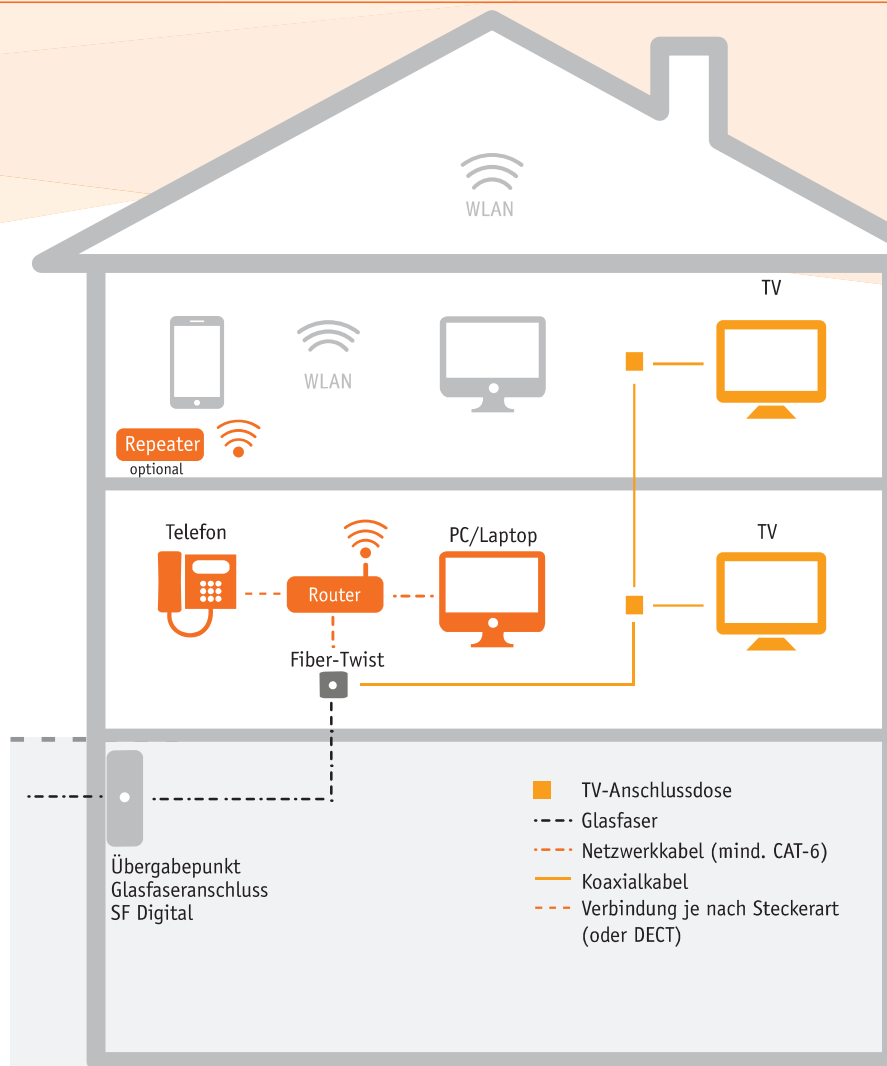 WLAN
TV
WLAN
Repeater
optional
Telefon
PC/Laptop
TV
Router
Fiber-Twist
Übergabepunkt
Glasfaseranschluss
SF Digital
TV-Anschlussdose
Glasfaser
Netzwerkkabel (mind. CAT-6)
Koaxialkabel
Verbindung je nach Steckerart
(oder DECT)